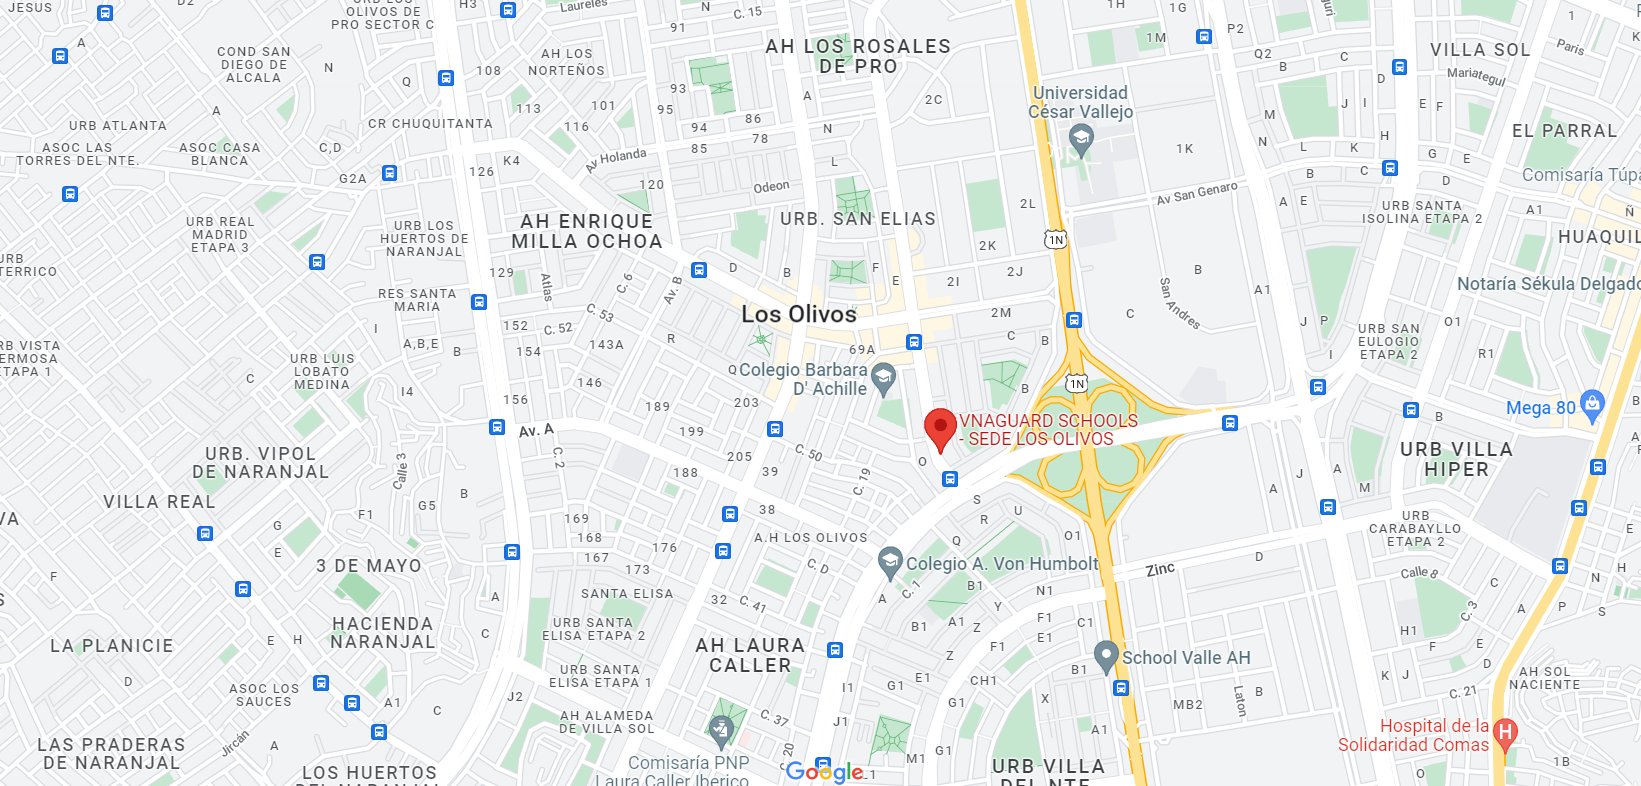 JESUS
URB LOS
OLIVOS DE
PRO SECTOR C
H3
Laureles
C. 15
91
N
D2
A
COND SAN
DIEGO DE
ALCALA
N
Q
108
AH LOS
NORTEÑOS
AH LOS ROSALES
DE PRO
1H
1G
P2
1M
Q2
B
C
D
VILLA SOL
Mariategui
Paris
1
K
Universidad
César Vallejo
93
A
2C
95
101
113
116
94
86
78
85
N
L
Av Holanda
URB ATLANTA
A
CR CHUQUITANTA
ASOC LAS
TORRES DEL NTE.
ASOC CASA
BLANCA
C,D
K4
126
G2A
120
Odeon
1K
M
J
I
E
F
H
N
L
K
G
E
B
C
D
EL PARRAL
Comisaría Túpa
Av San Genaro
2L
1N
A
E
URB SANTA
ISOLINA ETAPA 2
A1
Ñ
HUAQUIL
URB REAL
MADRID
ETAPA 3
URB LOS
HUERTOS DE
NARANJAL
AH ENRIQUE
MILLA OCHOA
URB. SAN ELIAS
2K
2J
2I
D
B
F
E
URB
TERRICO
129
Atlas
C. 6
Av. B
B
A1
San Andres
C
Notaría Sékula Delgado
RES SANTA
MARIA
152
C. 52
C. 53
Los Olivos
2M
C
B
J
P
URB SAN
EULOGIO
ETAPA 2
O1
R1
I
I
A,B,E
B
154
143A
R
69A
Q
Colegio Barbara
D' Achille
RB VISTA
ERMOSA
ETAPA 1
URB LUIS
LOBATO
MEDINA
C
I4
146
156
189
203
B
1N
Mega 80
VNAGUARD SCHOOLS
- SEDE LOS OLIVOS
Av. A
199
C. 50
O
URB. VIPOL
DE NARANJAL
C. 2
188
205
39
C. 19
URB VILLA
HIPER
VILLA REAL
Calle 3
G5
B
F1
G
E
VA
38
S
R
U
Q
O1
A
J
H
M
A
URB
CARABAYLLO
ETAPA 2
169
168
167
176
173
A.H LOS OLIVOS
Colegio A. Von Humbolt
Zinc
D
3 DE MAYO
F
C. D
C. 1
B1
A
N1
Y
Calle 8
C
N
H
F
S
A
P
C. 3
SANTA ELISA
32
C. 41
HACIENDA
NARANJAL
A
C
URB SANTA
ELISA ETAPA 2
B1
A1
Z
F1
E1
C1
H1
F
LA PLANICIE
E
H
AH LAURA
CALLER
Z
B1
School Valle AH
D
URB SANTA
ELISA ETAPA 1
I1
G1
E1
CH1
X
K
J
C. 21
AH SOL
NACIENTE
ASOC LOS
SAUCES
A1
C
J2
MB2
Laton
B
AH ALAMEDA
DE VILLA SOL
C. 37
J1
A1
LAS PRADERAS
DE NARANJAL
Jircán
A
G1
M1
Hospital de la
Solidaridad Comas
1B
LOS HUERTOS
DEL NARANJAL
Comisaría PNP
Laura Caller Iberico
20
Google
L1
URB VILLA
DEL NTE